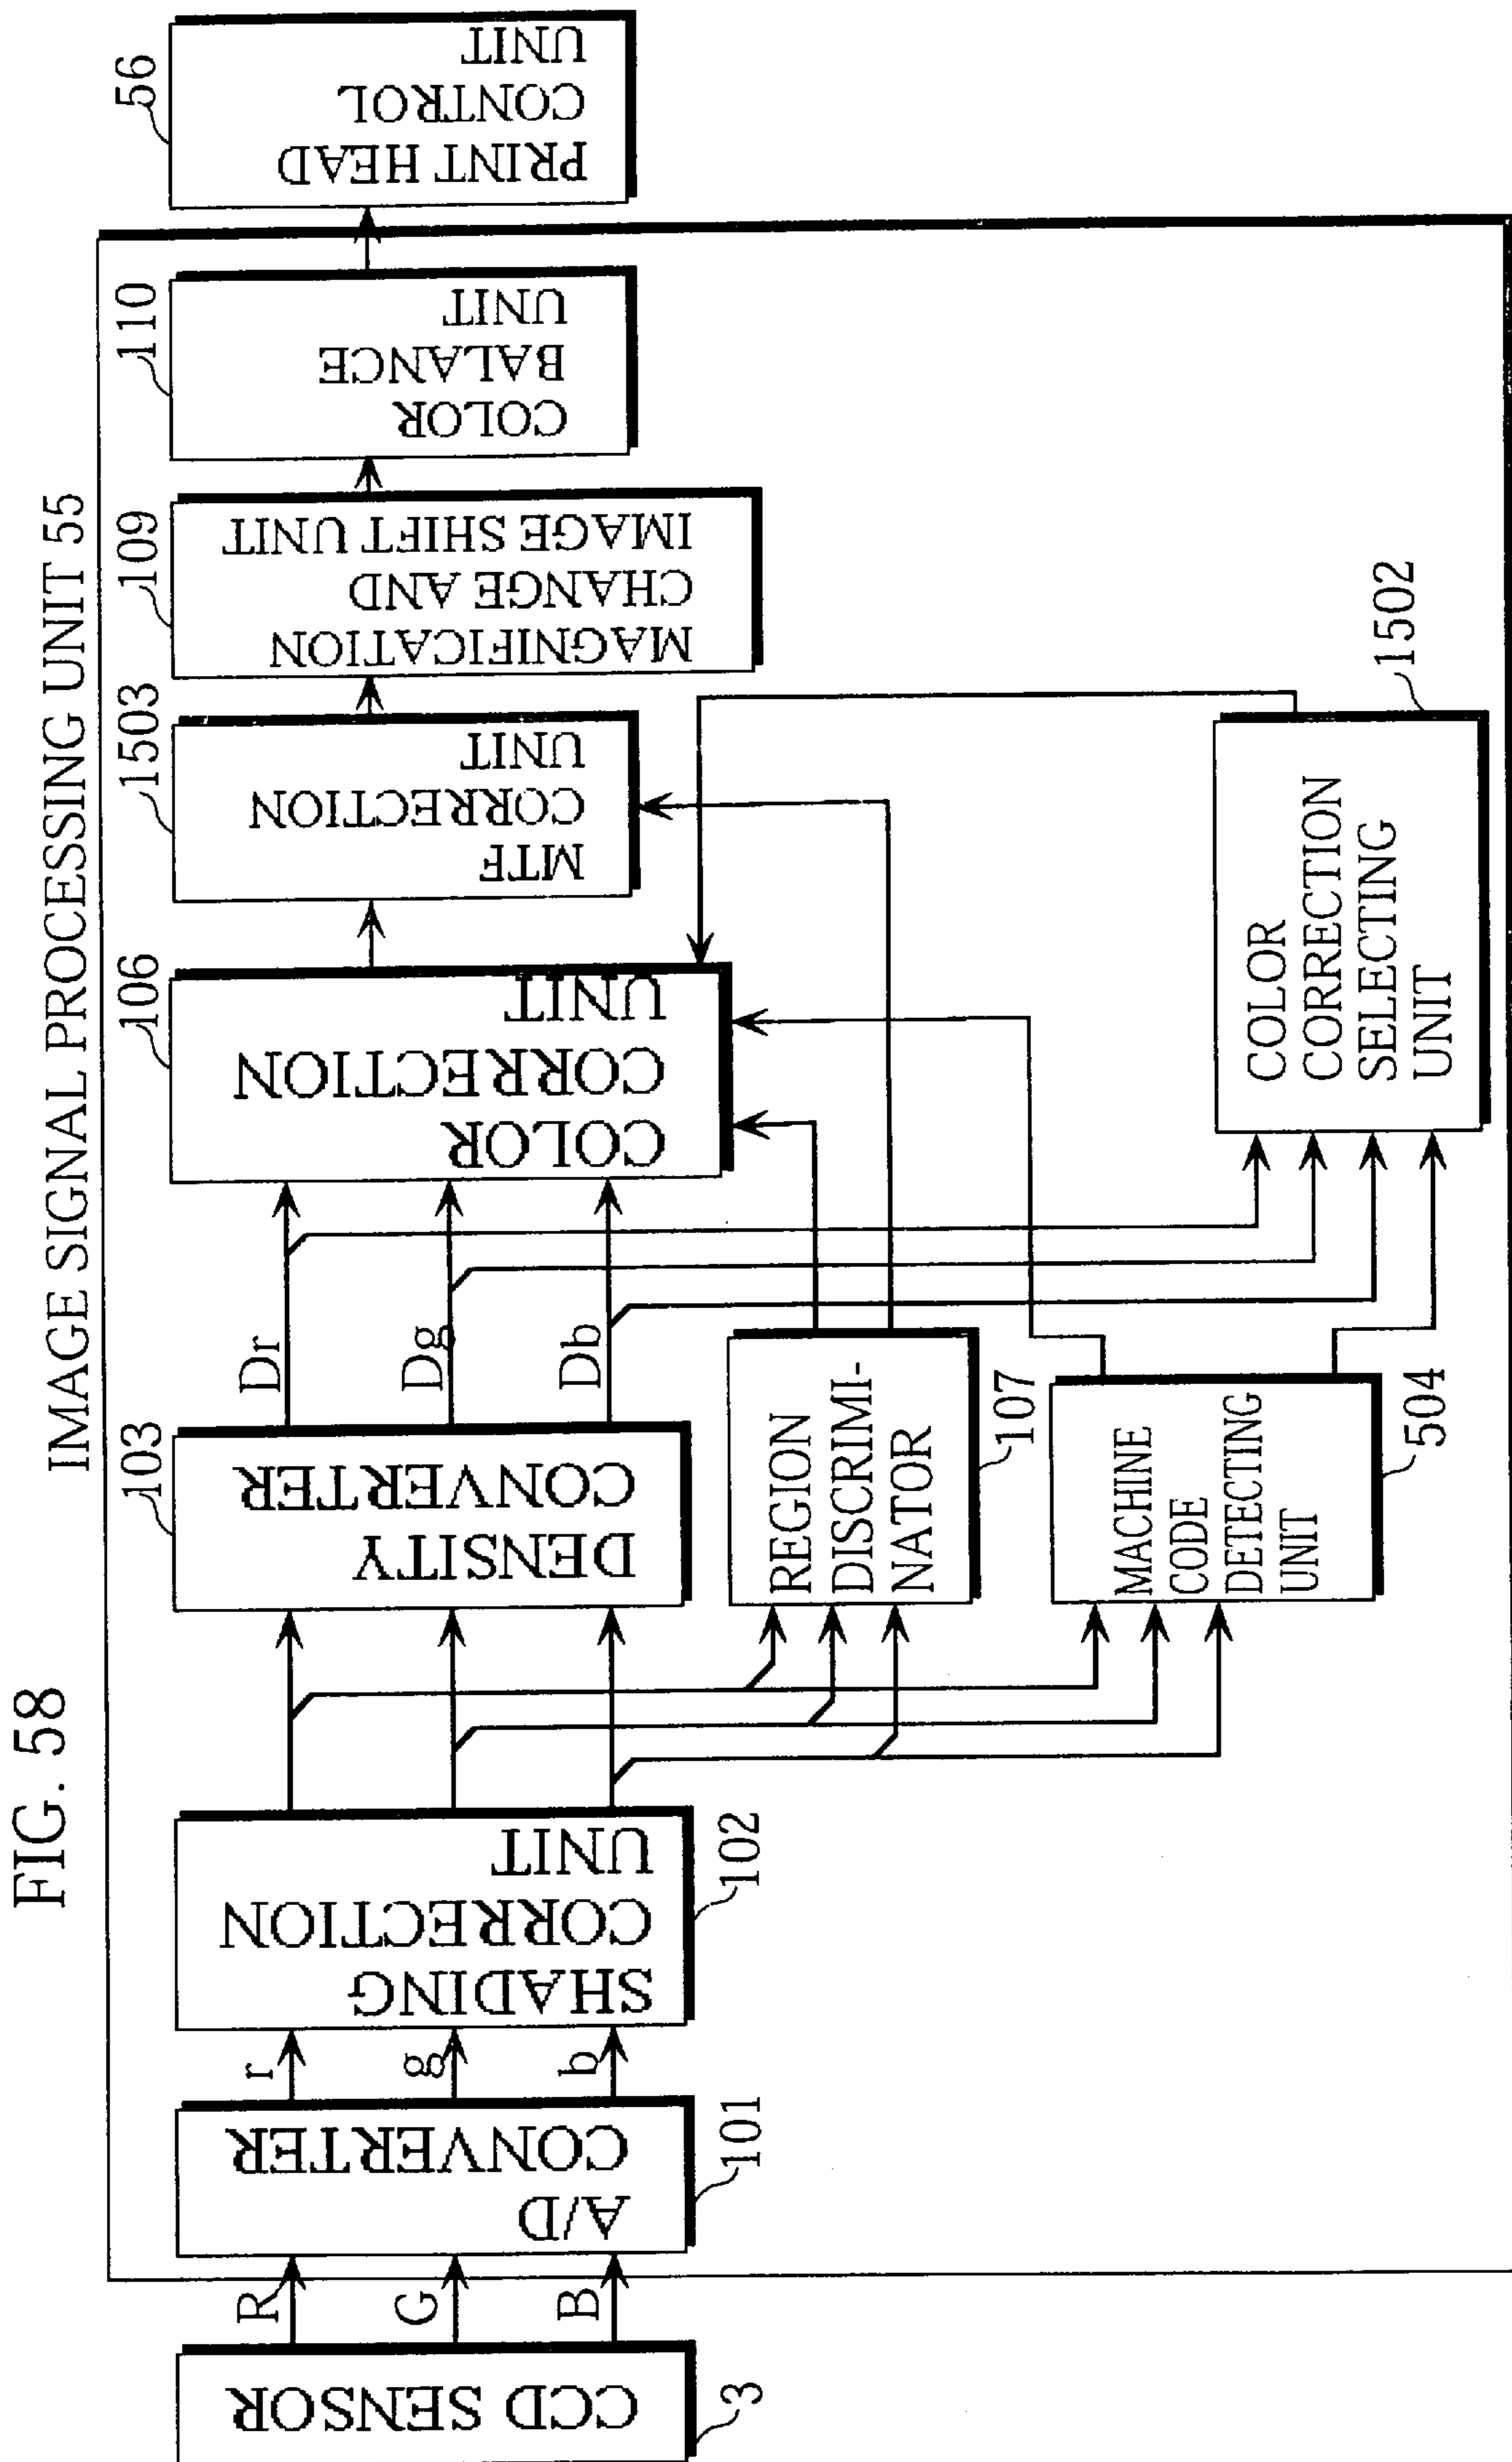 FIG. 58
IMAGE SIGNAL PROCESSING UNIT 55
CCD SENSOR
3
R
G
B
A/D
CONVERTER
101
r
g
b
SHADING
CORRECTION
UNIT
102
DENSITY
CONVERTER
103
Dr
Dg
Db
REGION
DISCRIMI-
NATOR
107
MACHINE
CODE
DETECTING
UNIT
504
COLOR
CORRECTION
UNIT
106
COLOR
CORRECTION
SELECTING
UNIT
1502
MTF
CORRECTION
UNIT
1503
MAGNIFICATION
CHANGE AND
IMAGE SHIFT UNIT
109
COLOR
BALANCE
UNIT
110
PRINT HEAD
CONTROL
UNIT
56